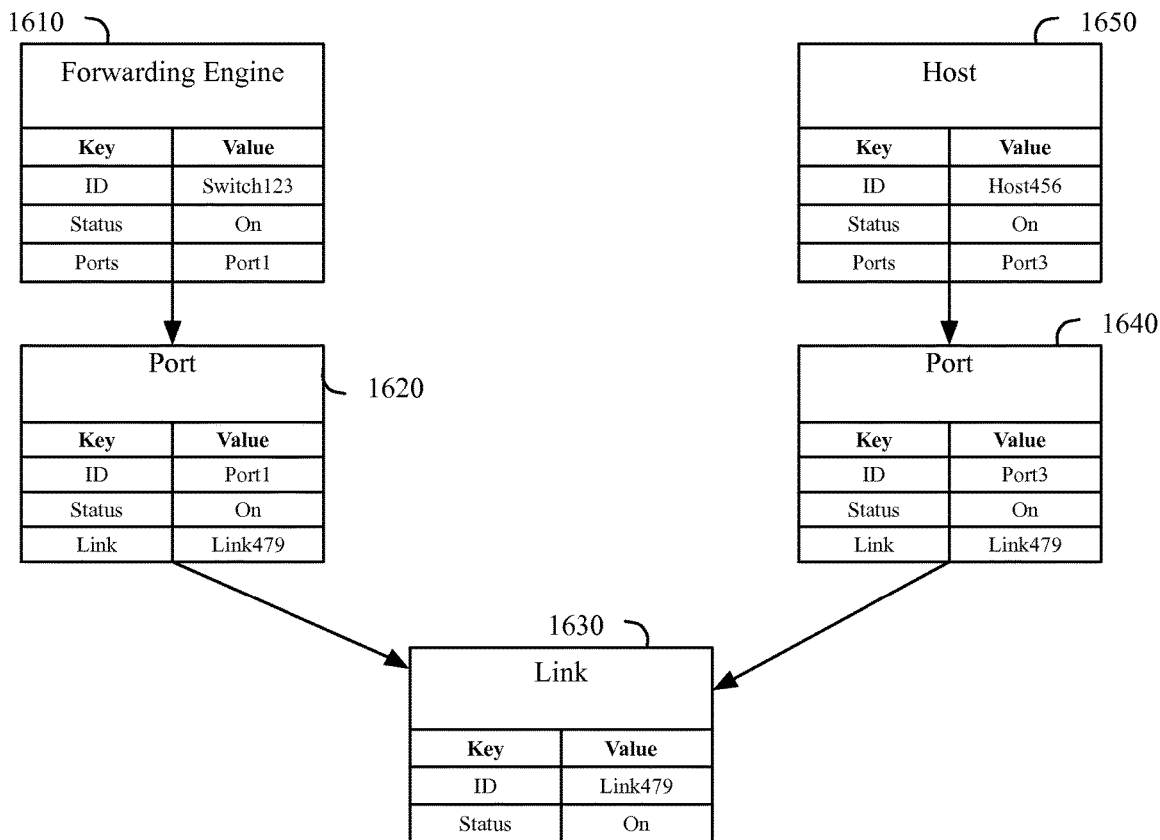 1610
Forwarding Engine
Key Value
ID Switch123
Status On
Ports Port1
1650
Host
Key Value
ID Host456
Status On
Ports Port3
1620
Port
Key Value
ID Port1
Status On
Link Link479
1640
Port
Key Value
ID Port3
Status On
Link Link479
1630
Link
Key Value
ID Link479
Status On